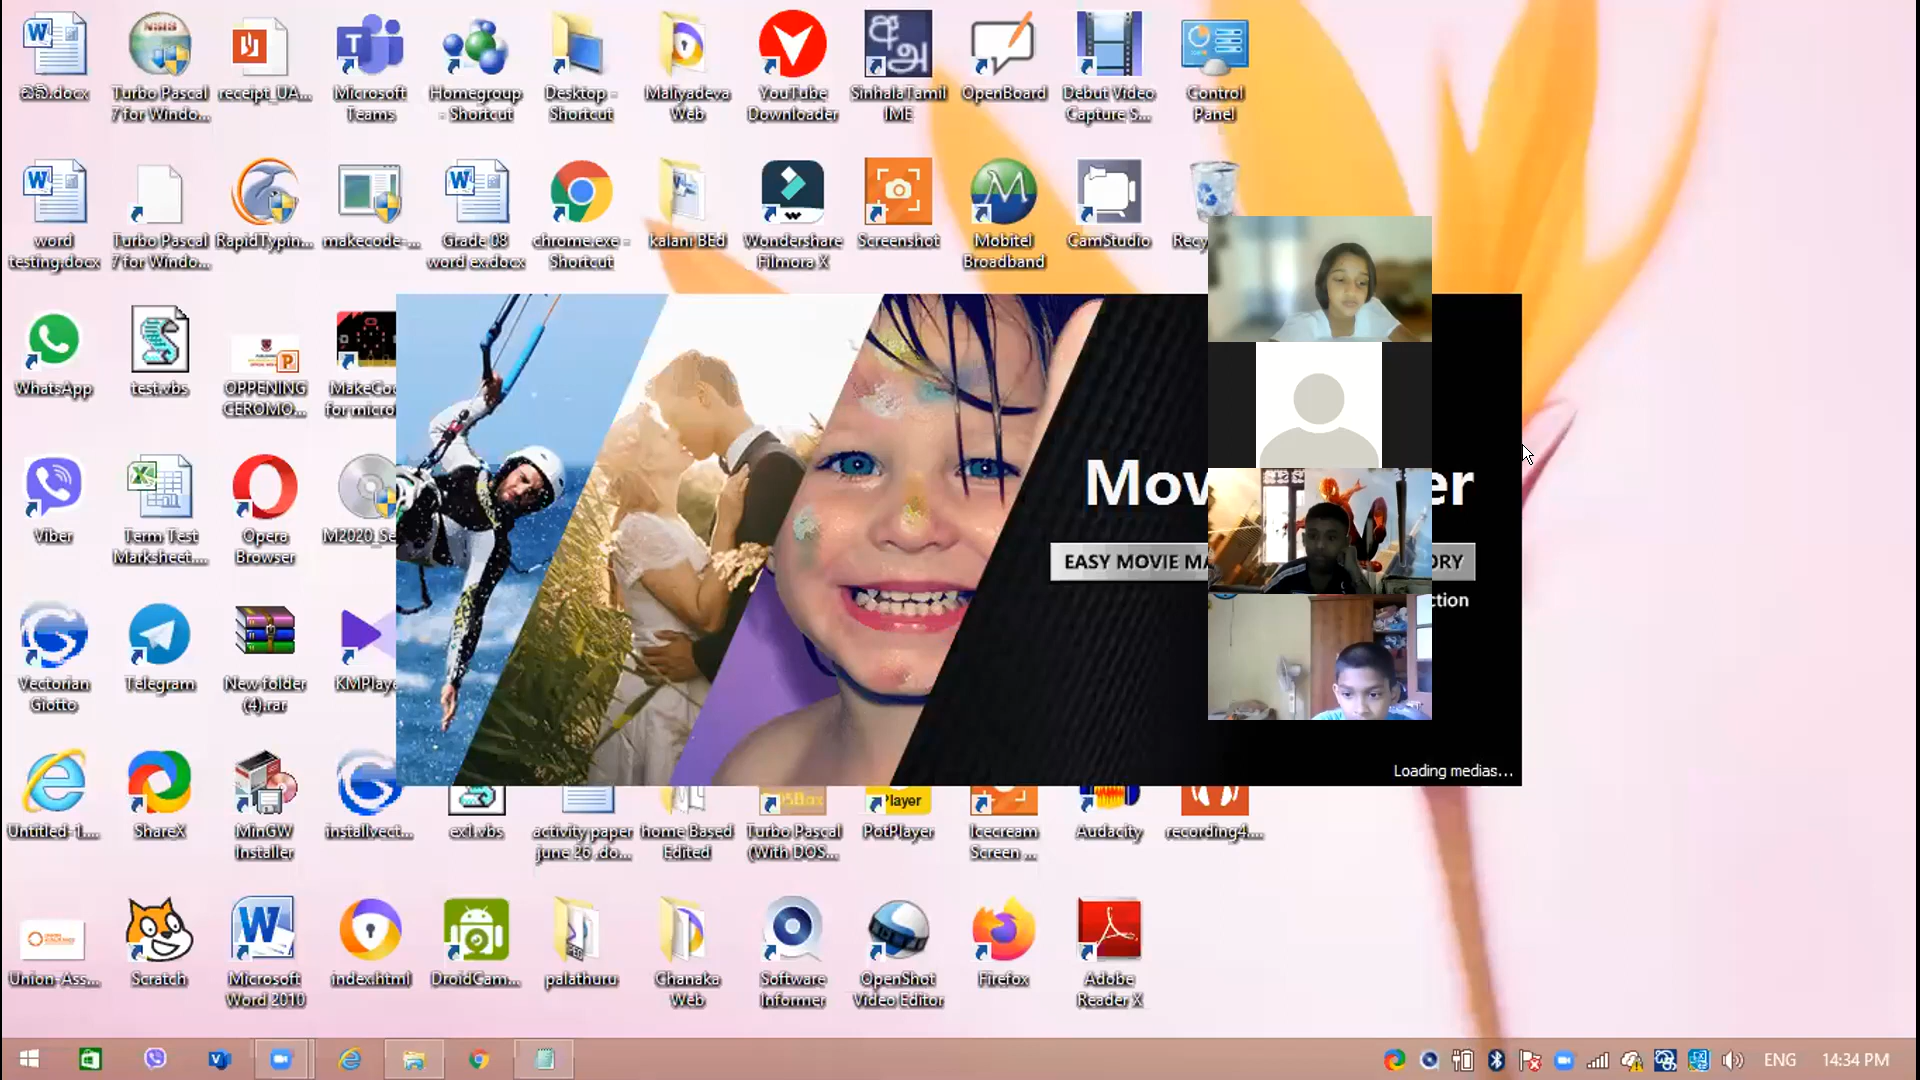 ඔබ.docx
Turbo Pascal
7 for Windo...
receipt_UA...
Microsoft
Teams
Homegroup
- Shortcut
Desktop -
Shortcut
Maliyadeva
Web
YouTube
Downloader
SinhalaTamil
IME
OpenBoard
Debut Video
Capture S...
Control
Panel
word
testing.docx
Turbo Pascal
7 for Windo...
RapidTypin...
makecode-...
Grade 08
word ex.docx
chrome.exe -
Shortcut
kalani BEd
Wondershare
Filmora X
Screenshot
Mobitel
Broadband
CamStudio
Recy
WhatsApp
test.vbs
OPPENING
CEROMO...
MakeCo
for micro
Viber
Term Test
Marksheet....
Opera
Browser
M2020_Se
Mov er
EASY MOVIE MA ORY
ction
Vectorian
Giotto
Telegram
New folder
(4).rar
KMPlay
Loading medias...
Untitled-1....
ShareX
MinGW
Installer
installvect...
ex1.vbs
activity paper
june 26 .do...
home Based
Edited
Turbo Pascal
(With DOS...
Player
PotPlayer
Icecream
Screen ...
Audacity
recording4....
Union-Ass...
Scratch
Microsoft
Word 2010
index.html
DroidCam...
palathuru
Chanaka
Web
Software
Informer
OpenShot
Video Editor
Firefox
Adobe
Reader X
ENG
14:34 PM